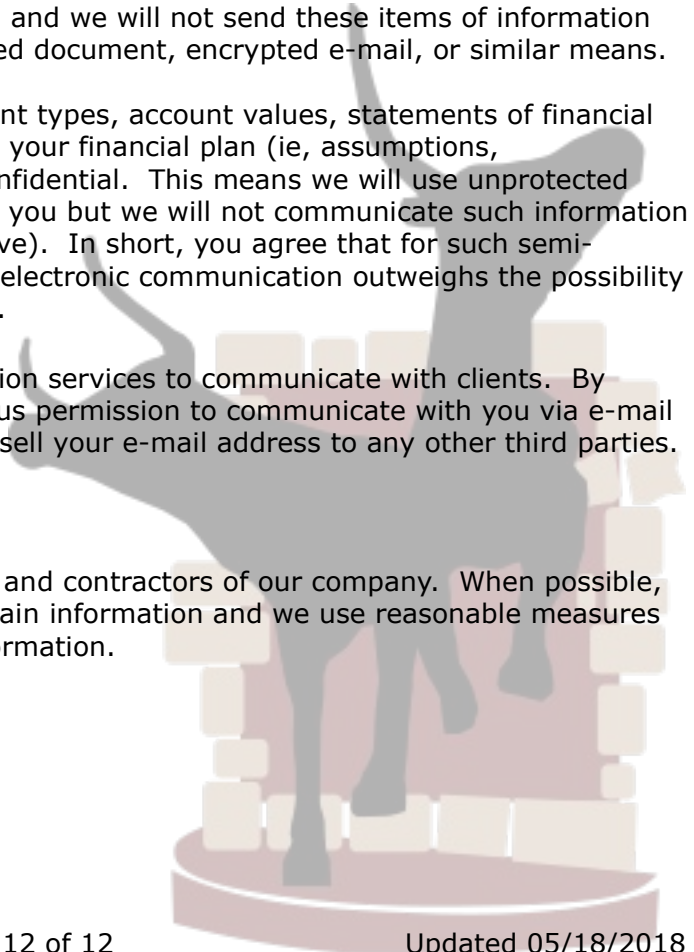 and we will not send these items of information
ed document, encrypted e-mail, or similar means.
nt types, account values, statements of financial
your financial plan (ie, assumptions,
nfidential.  This means we will use unprotected
you but we will not communicate such information
ve).  In short, you agree that for such semi-
electronic communication outweighs the possibility
.
ion services to communicate with clients.  By
us permission to communicate with you via e-mail
sell your e-mail address to any other third parties.
and contractors of our company.  When possible,
ain information and we use reasonable measures
ormation.
12 of 12 Updated 05/18/2018